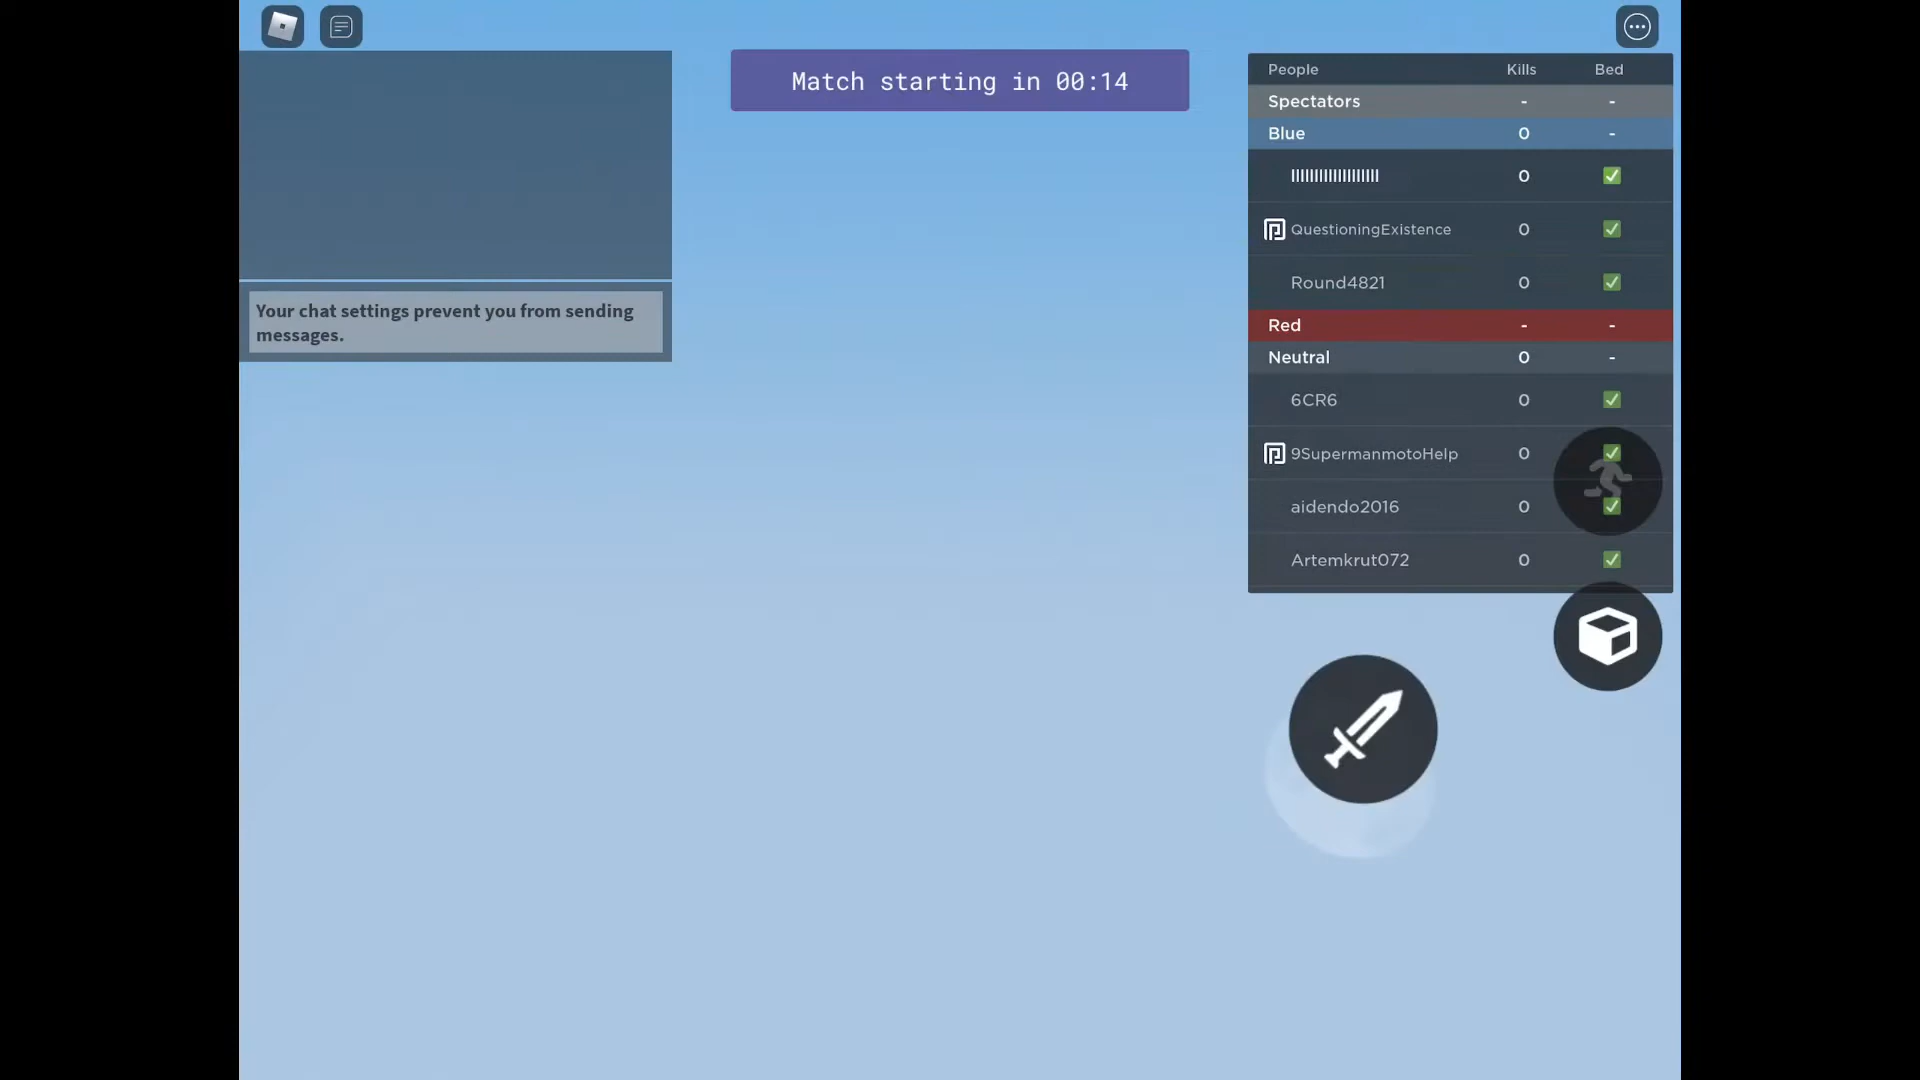 Match starting in 00:14
Your chat settings prevent you from sending
messages.
People Kills Bed
Spectators - -
Blue 0 -
0
QuestioningExistence 0
Round4821 0
Red - -
Neutral 0 -
6CR6 0
9SupermanmotoHelp 0
aidendo2016 0
Artemkrut072 0